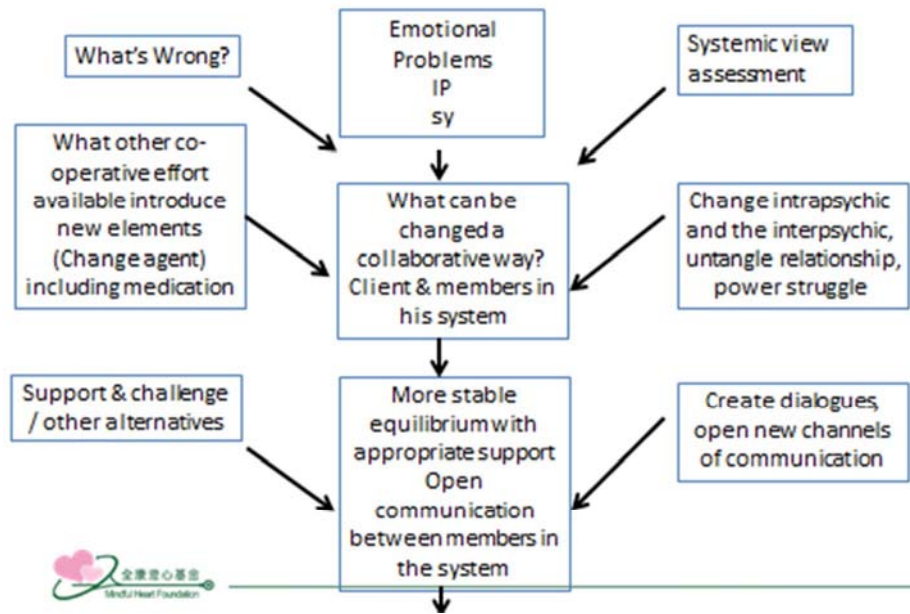 What's Wrong?
Emotional
Problems
IP
sy
Systemic view
assessment
What other co-
operative effort
available introduce
new elements
(Change agent)
including medication
What can be
changed a
collaborative way?
Client & members in
his system
Change intrapsychic
and the interpsychic,
untangle relationship,
power struggle
Support & challenge
/ other alternatives
More stable
equilibrium with
appropriate support
Open
communication
between members in
the system
Create dialogues,
open new channels
of communication
全康澄心基金
Mindful Heart Foundation